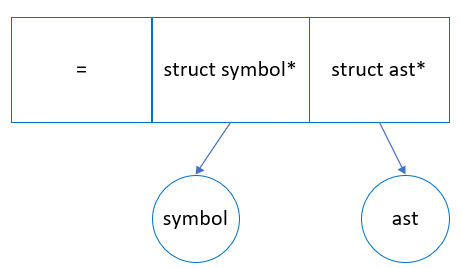 = struct symbol* struct ast*
symbol ast